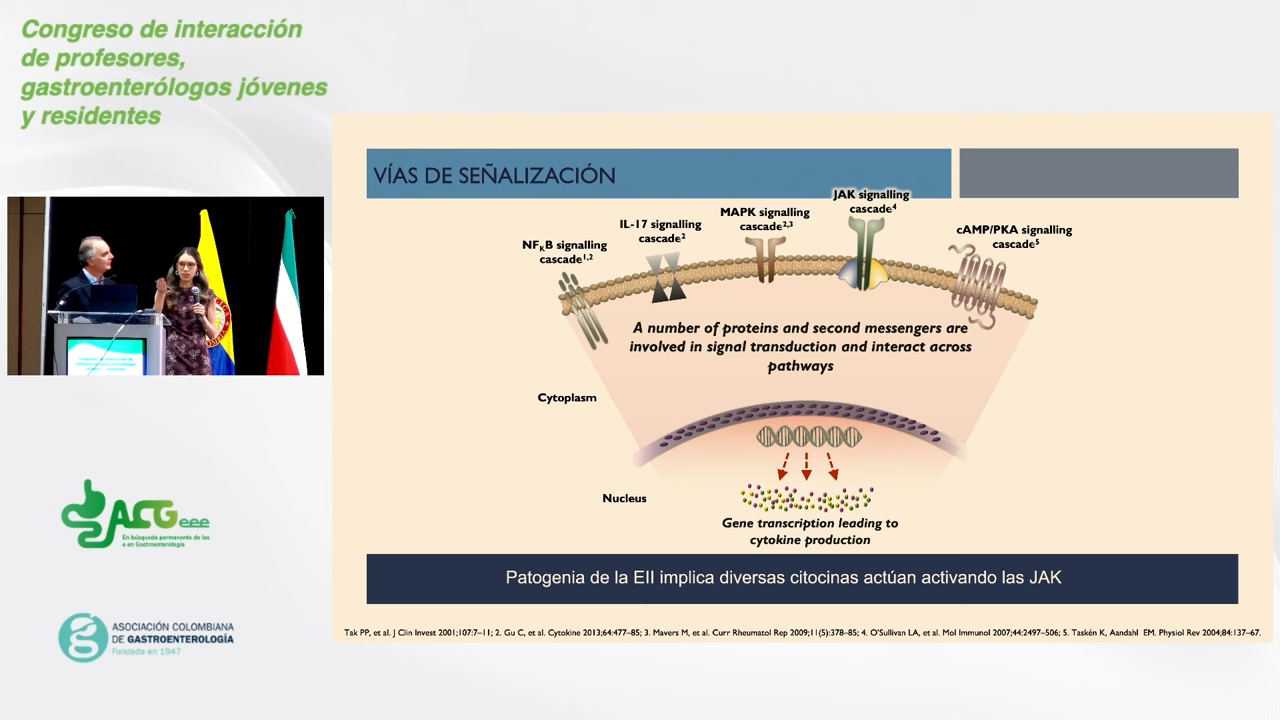 Congreso de interacción
de profesores,
gastroenterólogos jóvenes
y residentes
VÍAS DE SEÑALIZACIÓN
NFκB signalling
cascade1,2
IL-17 signalling
cascade2
MAPK signalling
cascade2,3
JAK signalling
cascade4
cAMP/PKA signalling
cascade5
A number of proteins and second messengers are
involved in signal transduction and interact across
pathways
Cytoplasm
Nucleus
Gene transcription leading to
cytokine production
Patogenia de la EII implica diversas citocinas actúan activando las JAK
Tak PP, et al. J Clin Invest 2001;107:7–11; 2. Gu C, et al. Cytokine 2013;64:477–85; 3. Mavers M, et al. Curr Rheumatol Rep 2009;11(5):378–85; 4. O'Sullivan LA, et al. Mol Immunol 2007;44:2497–506; 5. Taskén K, Aandahl EM. Physiol Rev 2004;84:137–67.
ACGeee
En búsqueda permanente de las
e en Gastroenterología
ASOCIACIÓN COLOMBIANA
DE GASTROENTEROLOGÍA
Fundada en 1947